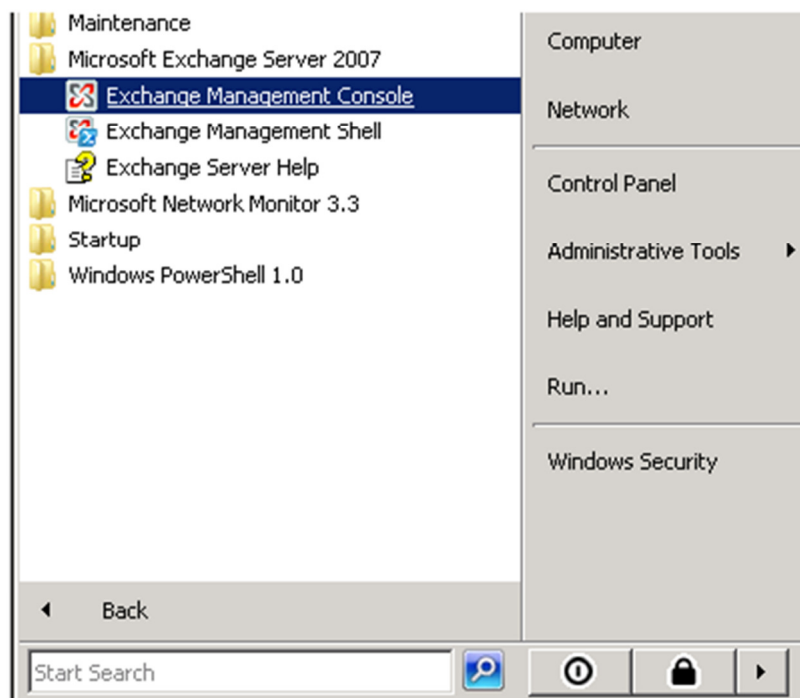 Maintenance
Microsoft Exchange Server 2007
Exchange Management Console
Exchange Management Shell
Exchange Server Help
Microsoft Network Monitor 3.3
Startup
Windows PowerShell 1.0
Back
Start Search
Computer
Network
Control Panel
Administrative Tools
Help and Support
Run...
Windows Security